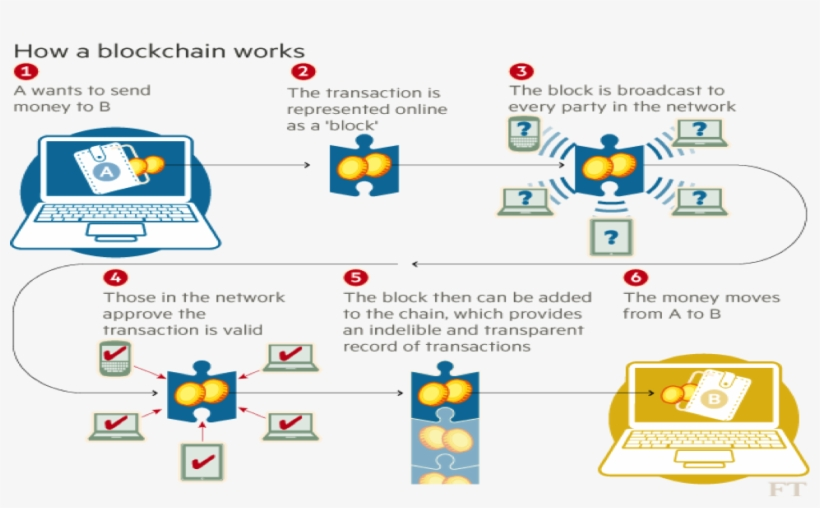 How a blockchain works
1
A wants to send
money to B
2
The transaction is
represented online
as a 'block'
3
The block is broadcast to
every party in the network
A
?
?
?
?
?
4
Those in the network
approve the
transaction is valid
5
The block then can be added
to the chain, which provides
an indelible and transparent
record of transactions
6
The money moves
from A to B
B
FT